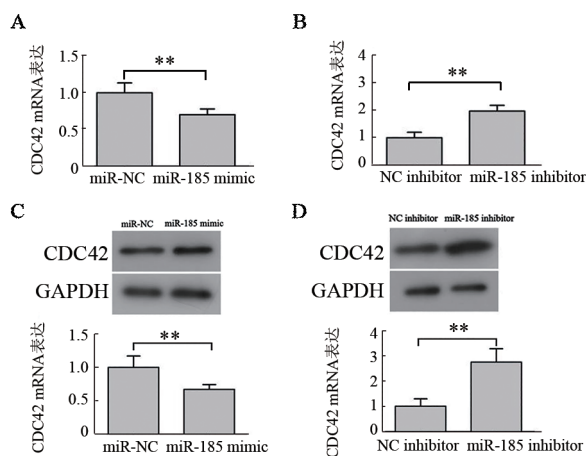 A
CDC42 mRNA表达
1.5
1.0
0.5
**
miR-NC miR-185 mimic
B
CDC42 mRNA表达
4
3
2
1
0
**
NC inhibitor miR-185 inhibitor
C
miR-NC miR-185 mimic
CDC42
GAPDH
CDC42 mRNA表达
1.5
1.0
0.5
0
**
miR-NC miR-185 mimic
D
NC inhibitor miR-185 inhibitor
CDC42
GAPDH
CDC42 mRNA表达
4
3
2
1
0
**
NC inhibitor miR-185 inhibitor